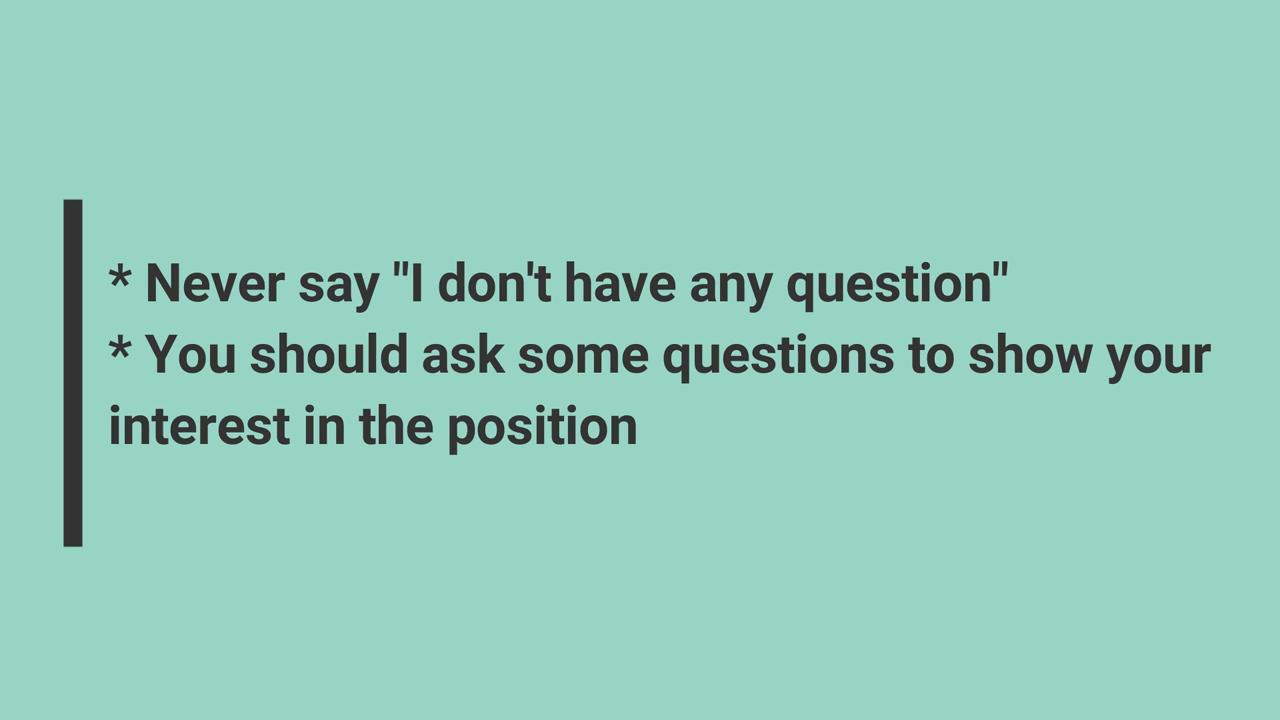 * Never say "I don't have any question"
* You should ask some questions to show your
interest in the position